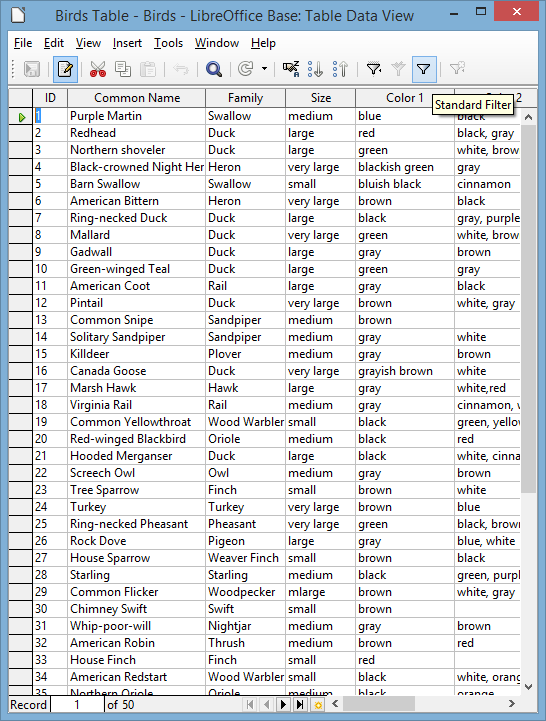 Birds Table - Birds - LibreOffice Base: Table Data View
File Edit View Insert Tools Window Help
Standard Filter
ID Common Name Family Size Color 1 2
1 Purple Martin Swallow medium blue black
2 Redhead Duck large red black, gray
3 Northern shoveler Duck large green white, brow
4 Black-crowned Night Her Heron very large blackish green gray
5 Barn Swallow Swallow small bluish black cinnamon
6 American Bittern Heron very large brown black
7 Ring-necked Duck Duck large black gray, purple
8 Mallard Duck very large green white, brow
9 Gadwall Duck large gray brown
10 Green-winged Teal Duck large green gray
11 American Coot Rail large gray black
12 Pintail Duck very large brown white, gray
13 Common Snipe Sandpiper medium brown
14 Solitary Sandpiper Sandpiper medium gray white
15 Killdeer Plover medium gray brown
16 Canada Goose Duck very large grayish brown white
17 Marsh Hawk Hawk large gray white,red
18 Virginia Rail Rail medium gray cinnamon, w
19 Common Yellowthroat Wood Warbler small black green, yellow
20 Red-winged Blackbird Oriole medium black red
21 Hooded Merganser Duck large black white, cinna
22 Screech Owl Owl medium gray brown
23 Tree Sparrow Finch small brown white
24 Turkey Turkey very large brown blue
25 Ring-necked Pheasant Pheasant very large green black, brown
26 Rock Dove Pigeon large gray blue, white
27 House Sparrow Weaver Finch small brown black
28 Starling Starling medium black green, purpl
29 Common Flicker Woodpecker mlarge brown white, gray
30 Chimney Swift Swift small brown
31 Whip-poor-will Nightjar medium gray brown
32 American Robin Thrush medium brown red
33 House Finch Finch small red
34 American Redstart Wood Warbler small black white, orang
35 Northern Oriole Oriole medium black orange
Record 1 of 50